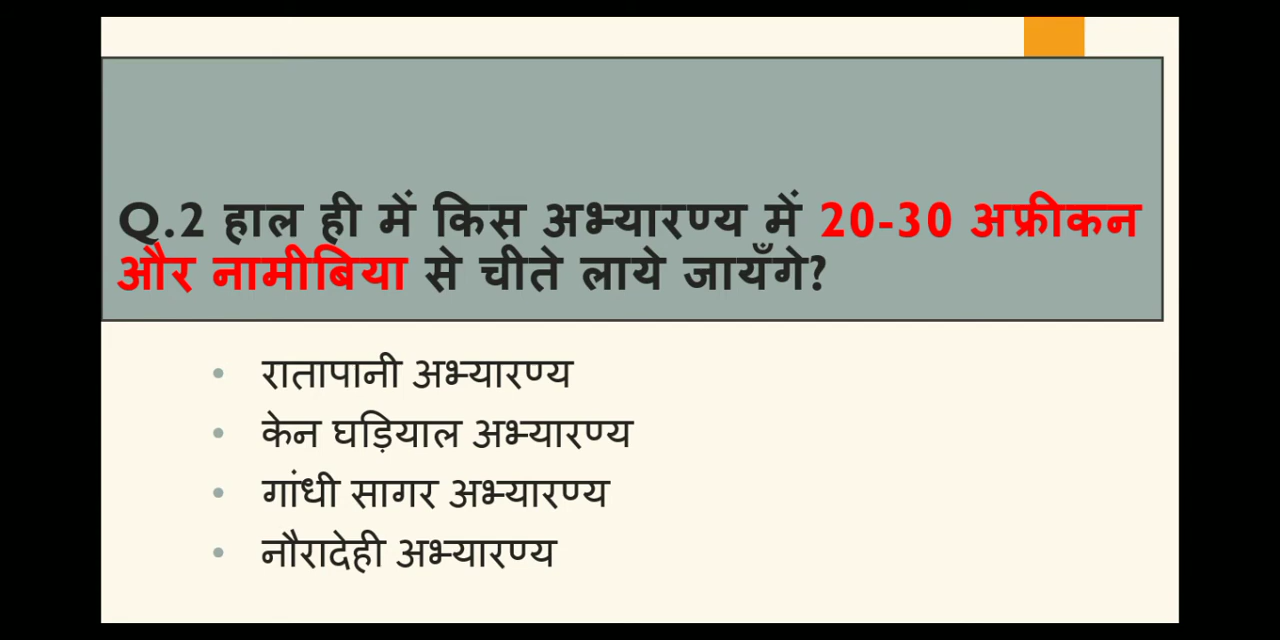 Q.2 हाल ही में किस अभ्यारण्य में 20-30 अफ्रीकन
और नामीबिया से चीते लाये जायँगे?
• रातापानी अभ्यारण्य
• केन घड़ियाल अभ्यारण्य
• गांधी सागर अभ्यारण्य
• नौरादेही अभ्यारण्य